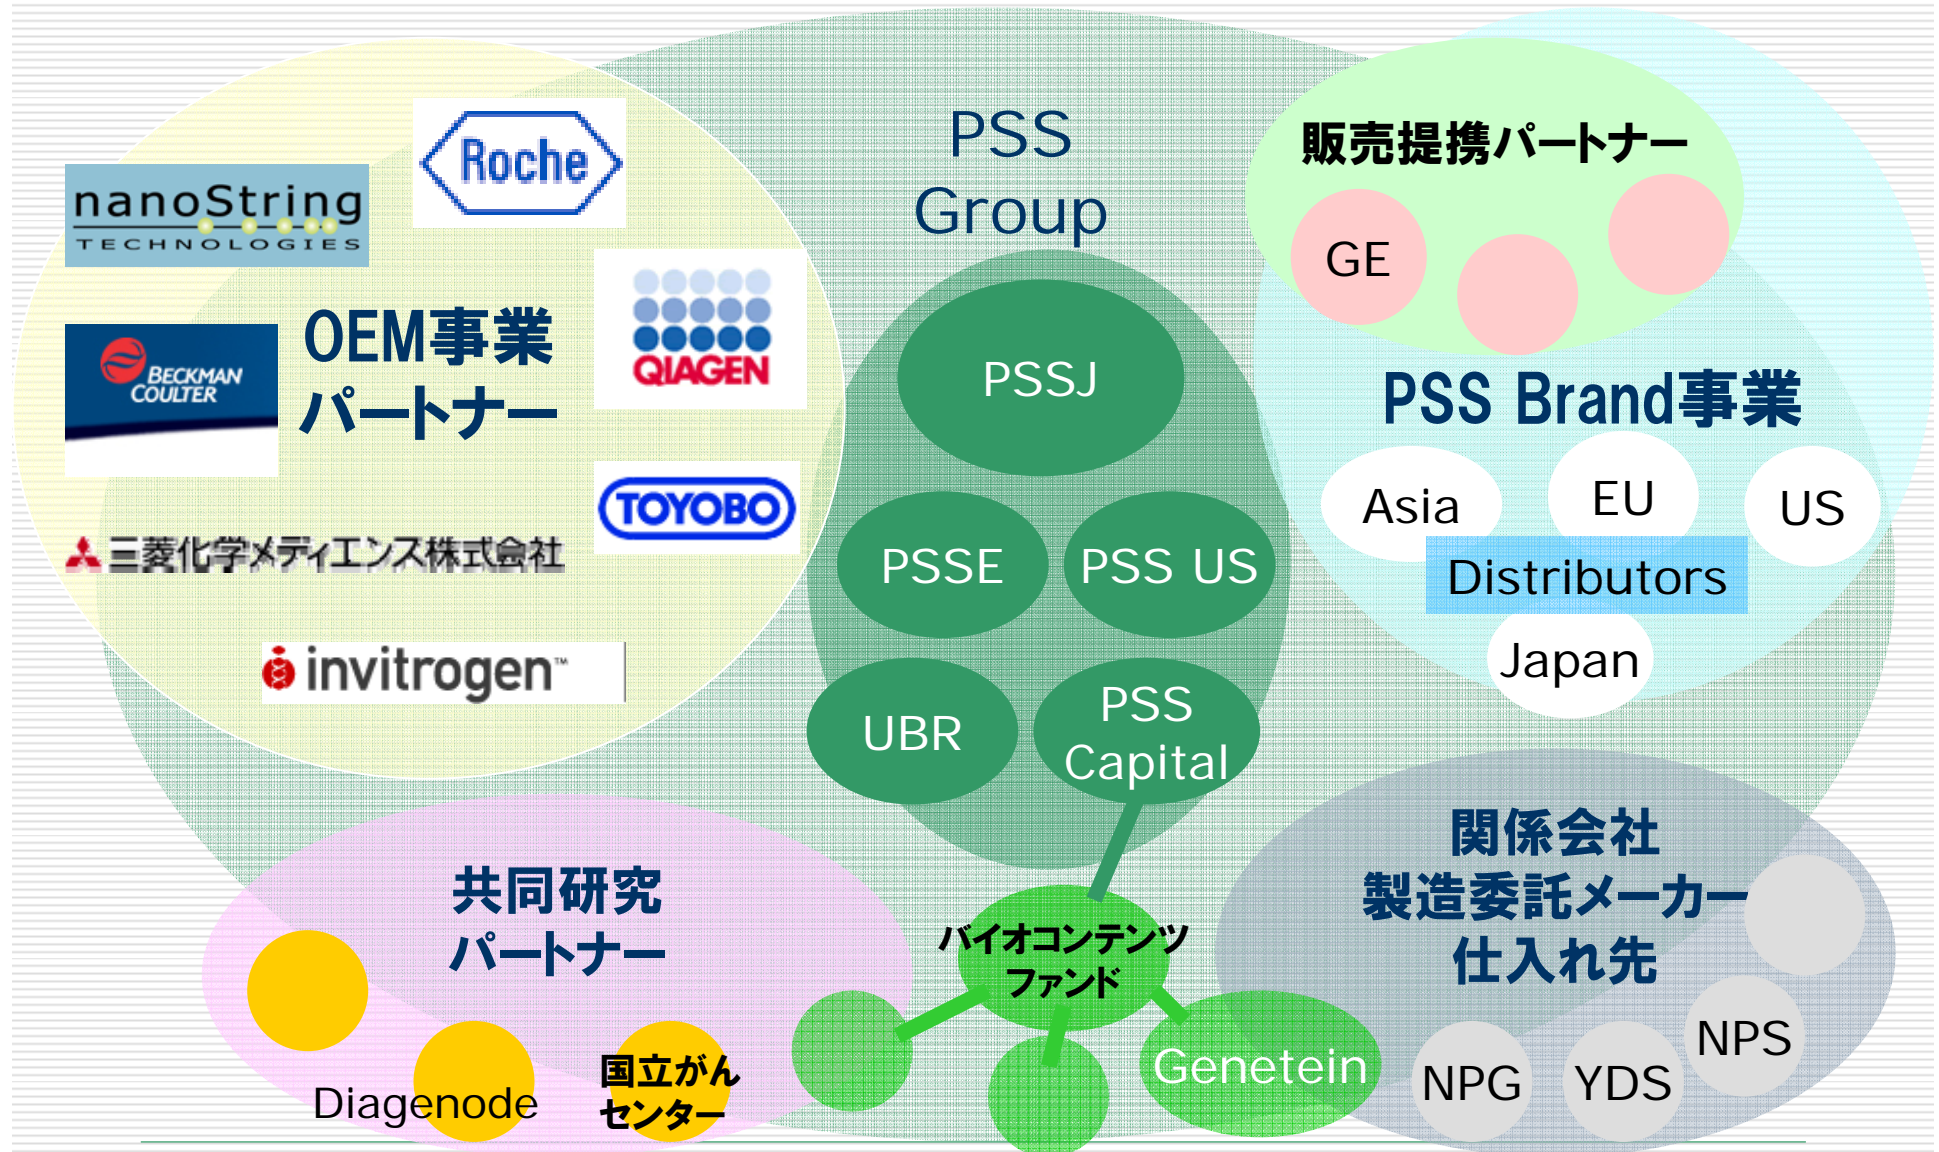 PSS
Group
Roche
nanoString
TECHNOLOGIES
QIAGEN
BECKMAN
COULTER
OEM事業
パートナー
TOYOBO
三菱化学メディエンス株式会社
invitrogen™
販売提携パートナー
GE
PSS Brand事業
Asia
EU
US
Distributors
Japan
PSSJ
PSSE
PSS US
UBR
PSS
Capital
共同研究
パートナー
Diagenode
国立がん
センター
バイオコンテンツ
ファンド
Genetein
関係会社
製造委託メーカー
仕入れ先
NPG
YDS
NPS